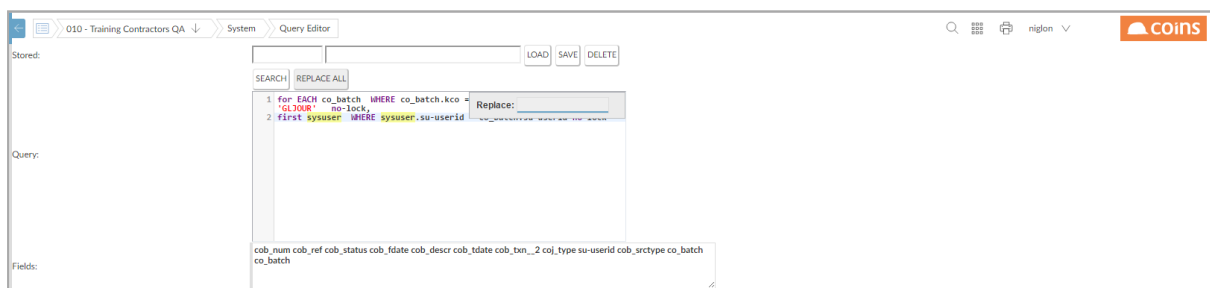 010 - Training Contractors QA System Query Editor niglon coins
Stored: LOAD SAVE DELETE
SEARCH REPLACE ALL
1 for EACH co_batch WHERE co_batch.kco =
'GLJOUR' no-lock,
Replace:
2 first sysuser WHERE sysuser.su-userid
Query:
cob_num cob_ref cob_status cob_fdate cob_descr cob_tdate cob_txn__2 coj_type su-userid cob_srctype co_batch
co_batch
Fields: